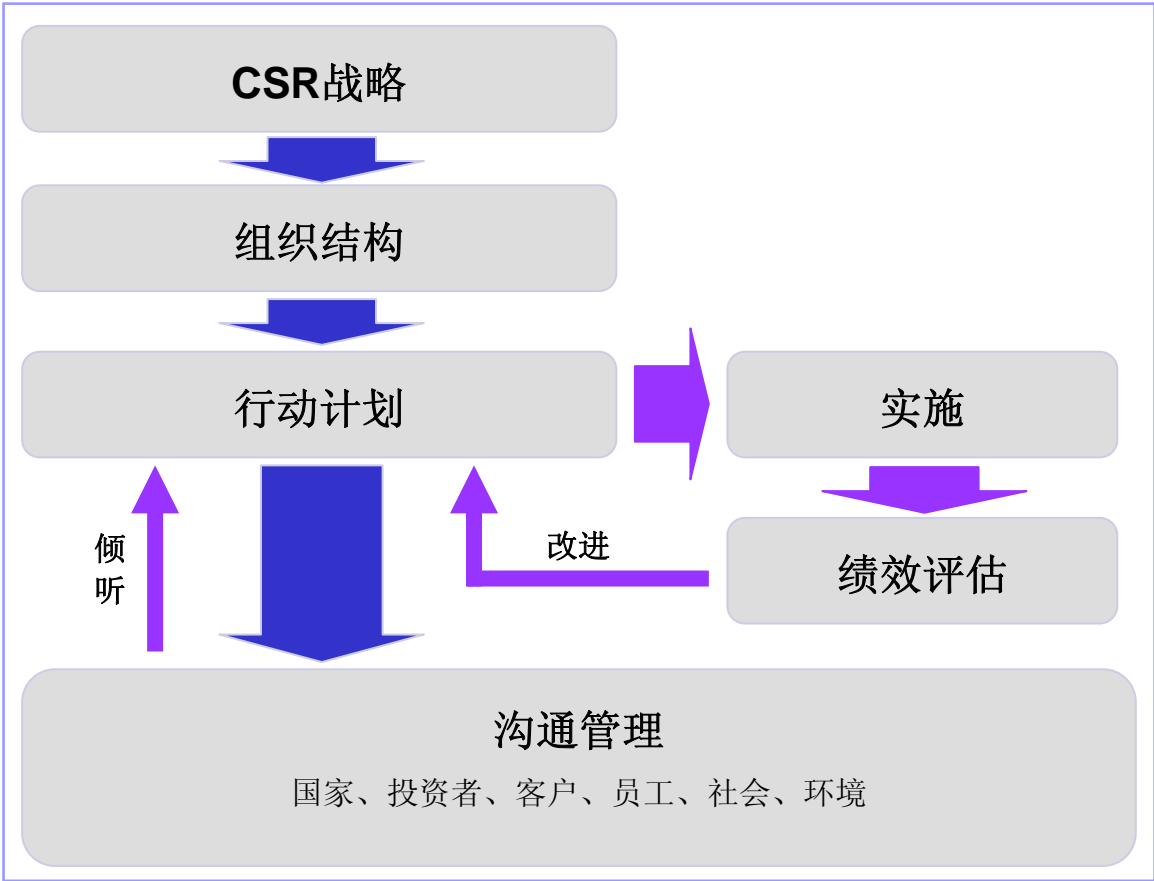 CSR战略
组织结构
行动计划
实施
倾
听
改进
绩效评估
沟通管理
国家、投资者、客户、员工、社会、环境